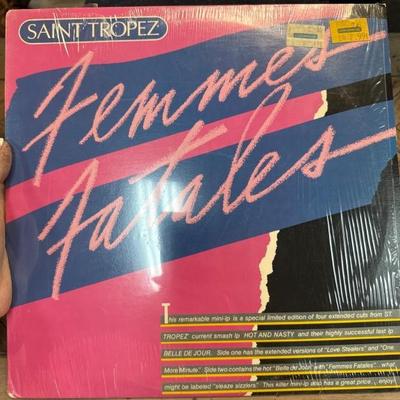 SAINT TROPEZ
Femmes
Fatales
This remarkable mini-lp is a special limited edition of four extended cuts from ST.
TROPEZ' current smash lp HOT AND NASTY and their highly successful last lp
BELLE DE JOUR. Side one has the extended versions of "Love Stealers" and "One
More Minute." Side two contains the hot "Belle de Jour" with "Femmes Fatales"... what
might be labeled "sleaze sizzlers" This killer mini-lp also has a great price... enjoy